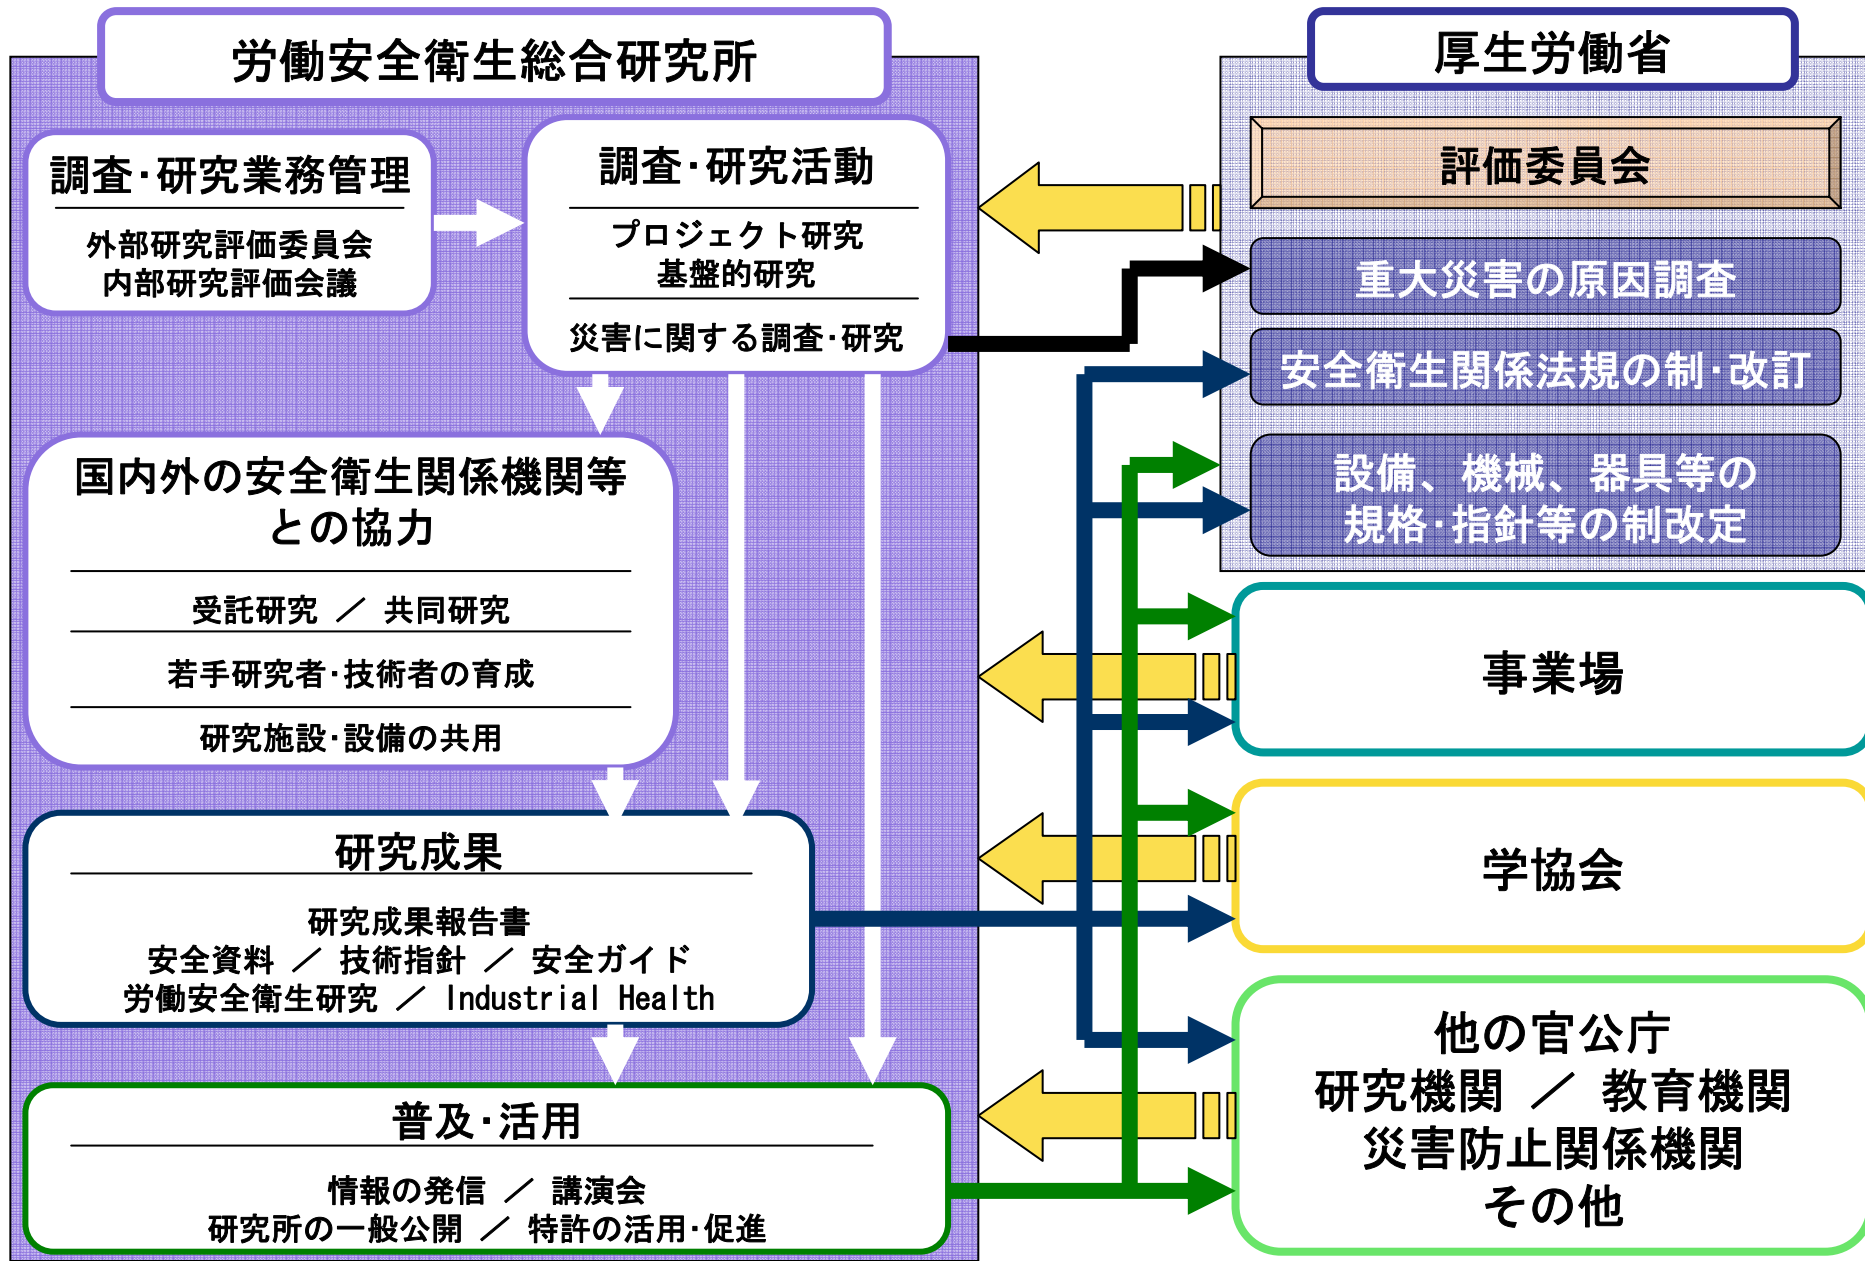 労働安全衛生総合研究所
調査･研究業務管理
外部研究評価委員会
内部研究評価会議
調査･研究活動
プロジェクト研究
基盤的研究
災害に関する調査･研究
国内外の安全衛生関係機関等
との協力
受託研究 ／ 共同研究
若手研究者･技術者の育成
研究施設･設備の共用
研究成果
研究成果報告書
安全資料 ／ 技術指針 ／ 安全ガイド
労働安全衛生研究 ／ Industrial Health
普及･活用
情報の発信 ／ 講演会
研究所の一般公開 ／ 特許の活用･促進
厚生労働省
評価委員会
重大災害の原因調査
安全衛生関係法規の制･改訂
設備、機械、器具等の
規格･指針等の制改定
事業場
学協会
他の官公庁
研究機関 ／ 教育機関
災害防止関係機関
その他